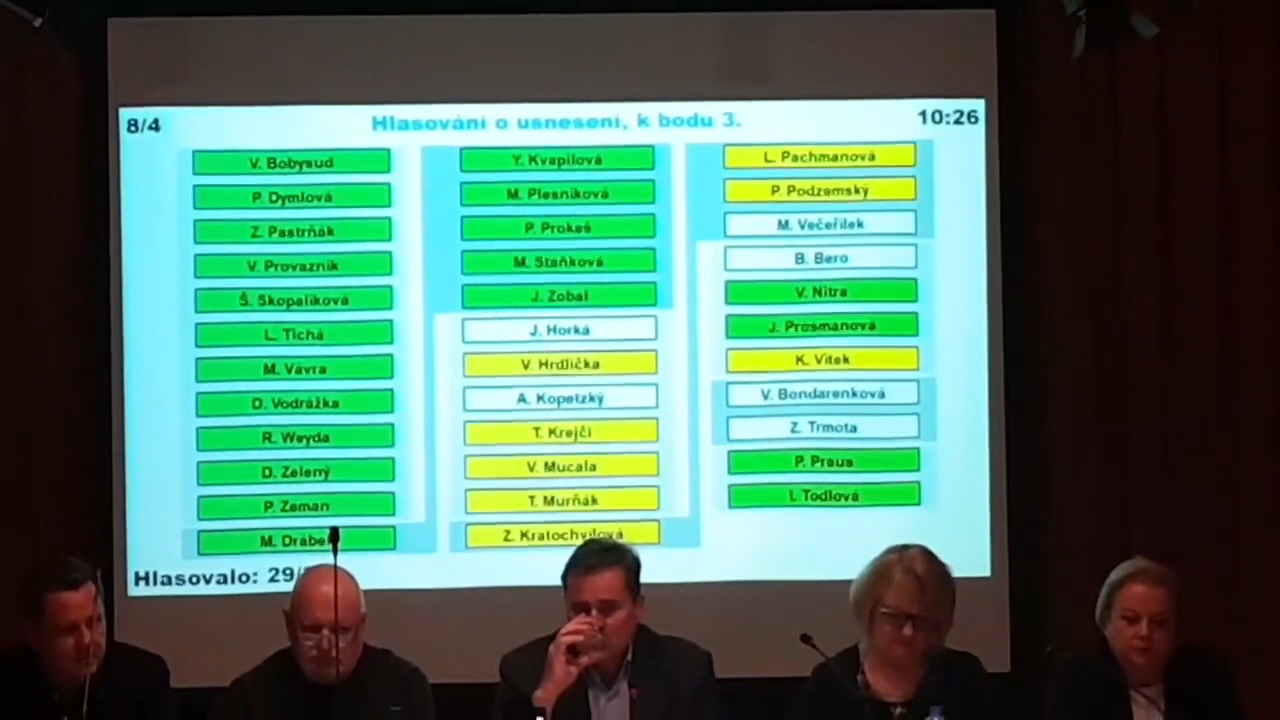 8/4
Hlasování o usnesení, k bodu 3.
10:26
V. Bobysud
P. Dymlová
Z. Pastrňák
V. Provazník
Š. Skopalíková
L. Tichá
M. Vávra
D. Vodrážka
R. Weyda
D. Zelený
P. Zeman
M. Drábe
Y. Kvapilová
M. Plesníková
P. Prokeš
M. Staňková
J. Zobal
J. Horká
V. Hrdlička
A. Kopetzký
T. Krejčí
V. Mucala
T. Murňák
Z. Kratochvílová
L. Pachmanová
P. Podzemský
M. Večeřílek
B. Bero
V. Nitra
J. Prosmanová
K. Vítek
V. Bondarenková
Z. Trmota
P. Praus
I. Todlová
Hlasovalo: 29/